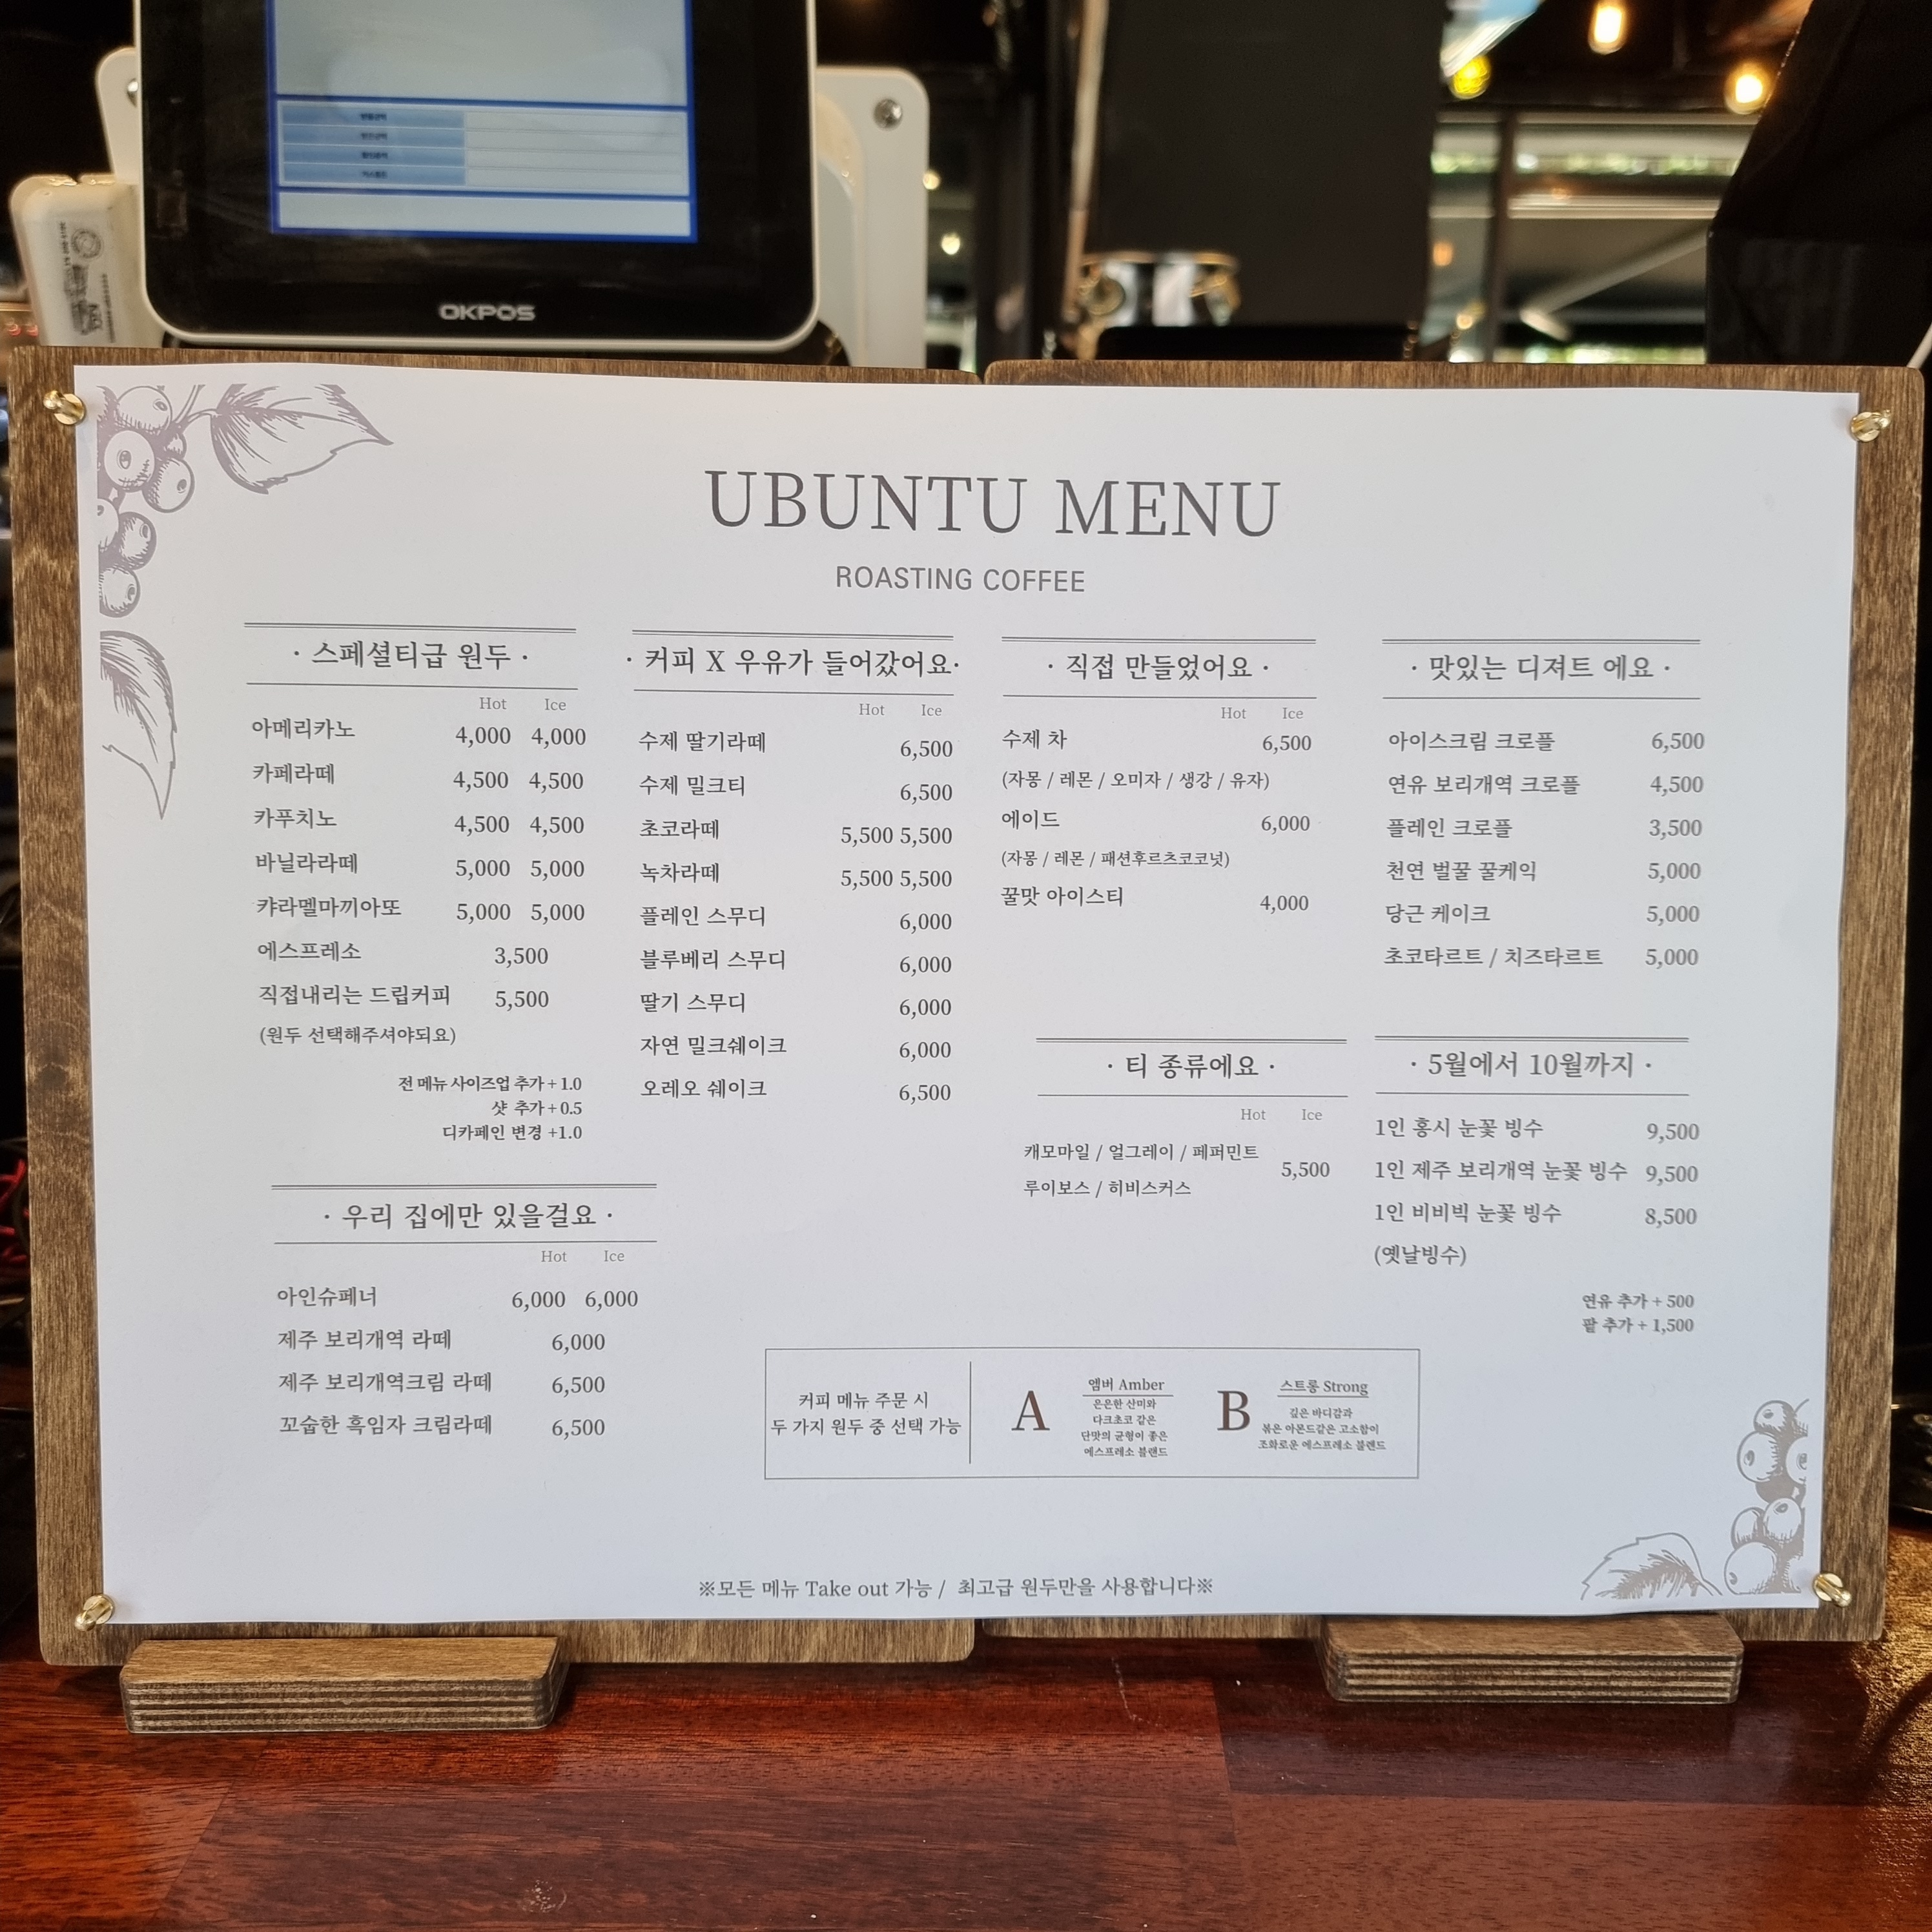 OKPOS
UBUNTU MENU
ROASTING COFFEE
· 스페셜티급 원두 ·
Hot Ice
아메리카노 4,000 4,000
카페라떼 4,500 4,500
카푸치노 4,500 4,500
바닐라라떼 5,000 5,000
캬라멜마끼아또 5,000 5,000
에스프레소 3,500
직접내리는 드립커피 5,500
(원두 선택해주셔야되요)
전 메뉴 사이즈업 추가 + 1.0
샷 추가 + 0.5
디카페인 변경 +1.0
· 우리 집에만 있을걸요 ·
Hot Ice
아인슈페너 6,000 6,000
제주 보리개역 라떼 6,000
제주 보리개역크림 라떼 6,500
꼬숩한 흑임자 크림라떼 6,500
· 커피 X 우유가 들어갔어요·
Hot Ice
수제 딸기라떼 6,500
수제 밀크티 6,500
초코라떼 5,500 5,500
녹차라떼 5,500 5,500
플레인 스무디 6,000
블루베리 스무디 6,000
딸기 스무디 6,000
자연 밀크쉐이크 6,000
오레오 쉐이크 6,500
· 직접 만들었어요 ·
Hot Ice
수제 차 6,500
(자몽 / 레몬 / 오미자 / 생강 / 유자)
에이드 6,000
(자몽 / 레몬 / 패션후르츠코코넛)
꿀맛 아이스티 4,000
· 티 종류에요 ·
Hot Ice
캐모마일 / 얼그레이 / 페퍼민트
5,500
루이보스 / 히비스커스
· 맛있는 디져트 에요 ·
아이스크림 크로플 6,500
연유 보리개역 크로플 4,500
플레인 크로플 3,500
천연 벌꿀 꿀케익 5,000
당근 케이크 5,000
초코타르트 / 치즈타르트 5,000
· 5월에서 10월까지 ·
1인 홍시 눈꽃 빙수 9,500
1인 제주 보리개역 눈꽃 빙수 9,500
1인 비비빅 눈꽃 빙수 8,500
(옛날빙수)
연유 추가 + 500
팥 추가 + 1,500
커피 메뉴 주문 시
두 가지 원두 중 선택 가능
A
앰버 Amber
은은한 산미와
다크초코 같은
단맛의 균형이 좋은
에스프레소 블랜드
B
스트롱 Strong
깊은 바디감과
볶은 아몬드같은 고소함이
조화로운 에스프레소 블랜드
※모든 메뉴 Take out 가능 / 최고급 원두만을 사용합니다※